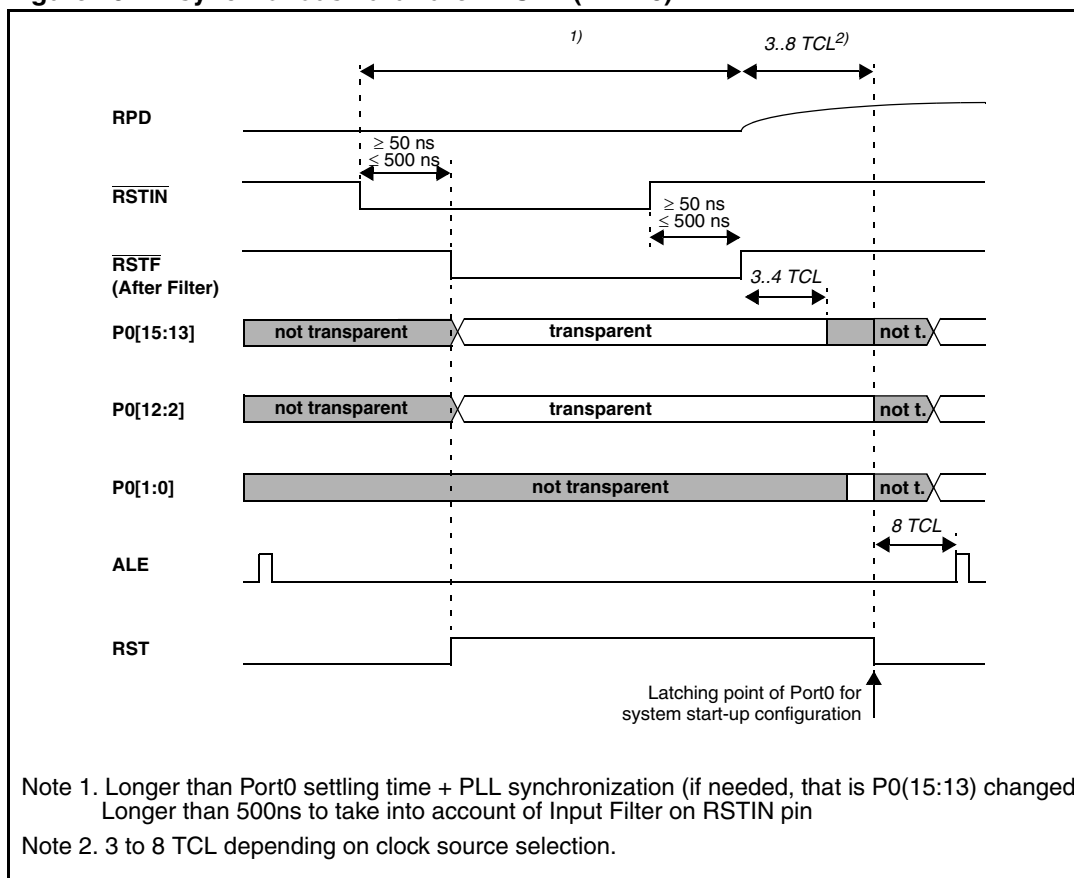 1)
3..8 TCL2)
RPD
≥ 50 ns
≤ 500 ns
RSTIN
≥ 50 ns
≤ 500 ns
RSTF
(After Filter)
3..4 TCL
P0[15:13] not transparent transparent not t.
P0[12:2] not transparent transparent not t.
P0[1:0] not transparent not t.
8 TCL
ALE
RST
Latching point of Port0 for
system start-up configuration
Note 1. Longer than Port0 settling time + PLL synchronization (if needed, that is P0(15:13) changed
Longer than 500ns to take into account of Input Filter on RSTIN pin
Note 2. 3 to 8 TCL depending on clock source selection.